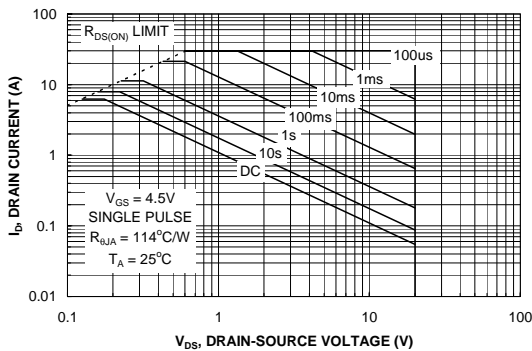 100
10
1
0.1
0.01
I_D, DRAIN CURRENT (A)
R_DS(ON) LIMIT
100us
1ms
10ms
100ms
1s
10s
DC
V_GS = 4.5V
SINGLE PULSE
R_θJA = 114°C/W
T_A = 25°C
0.1
1
10
100
V_DS, DRAIN-SOURCE VOLTAGE (V)